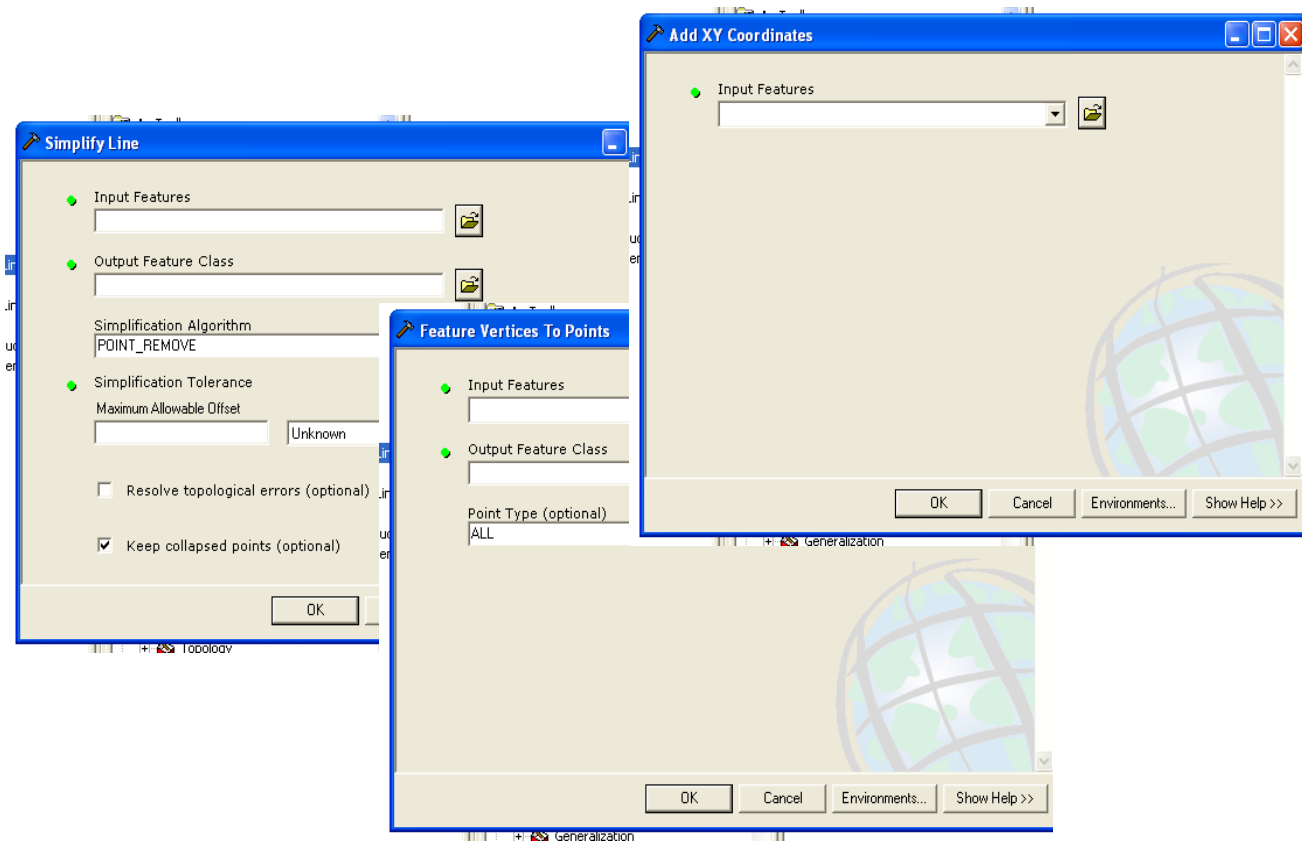 Add XY Coordinates
Input Features
OK
Cancel
Environments...
Show Help >>
Generalization
Simplify Line
Input Features
Output Feature Class
Simplification Algorithm
POINT_REMOVE
Simplification Tolerance
Maximum Allowable Offset
Unknown
Resolve topological errors (optional)
Keep collapsed points (optional)
OK
Topology
Feature Vertices To Points
Input Features
Output Feature Class
Point Type (optional)
ALL
OK
Cancel
Environments...
Show Help >>
Generalization